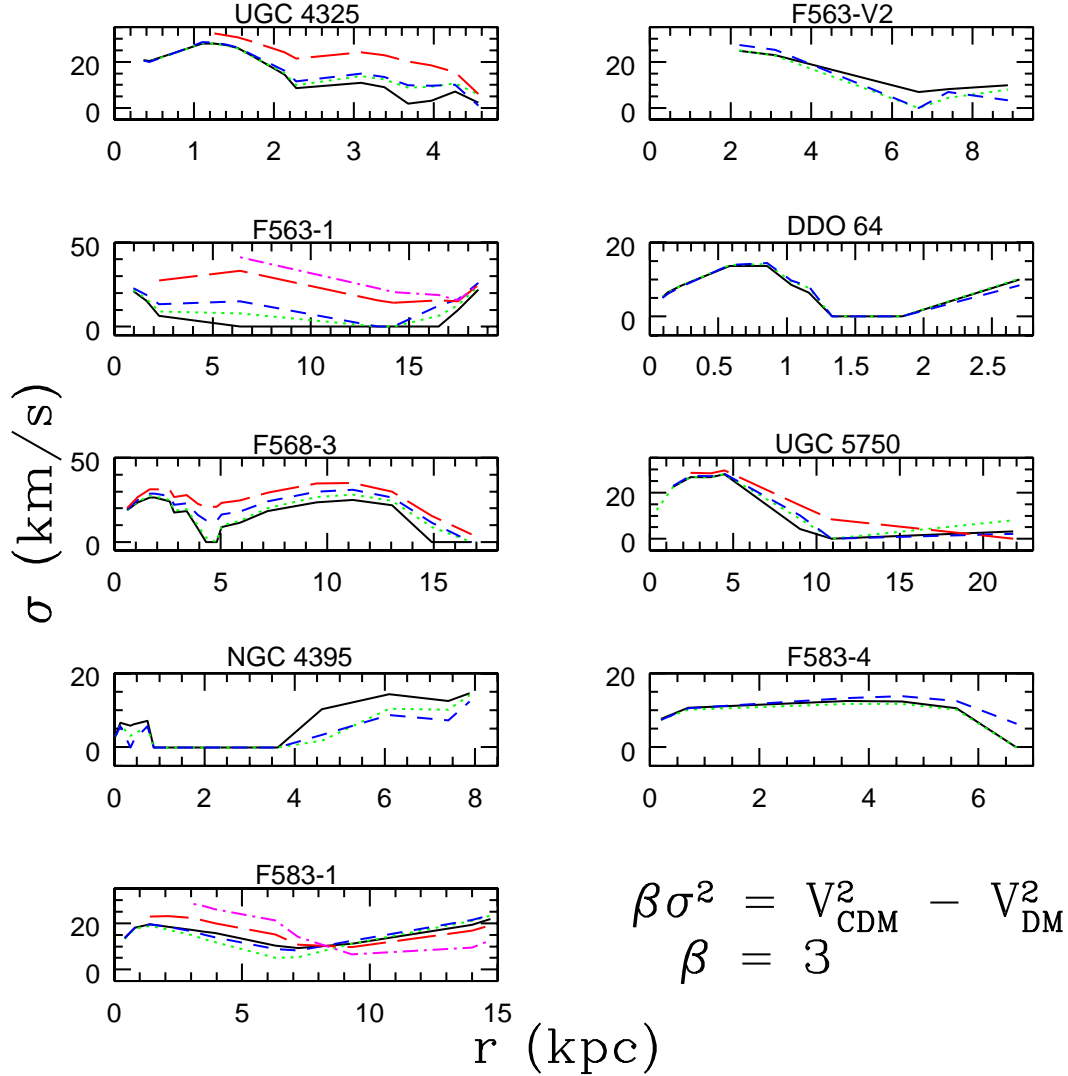 UGC 4325
20
0
0 1 2 3 4
F563-V2
20
0
0 2 4 6 8
F563-1
50
0
0 5 10 15
DDO 64
20
0
0 0.5 1 1.5 2 2.5
F568-3
50
0
0 5 10 15
UGC 5750
20
0
0 5 10 15 20
NGC 4395
20
0
0 2 4 6 8
F583-4
20
0
0 2 4 6
F583-1
20
0
0 5 10 15
σ (km/s)
r (kpc)
βσ² = V²_CDM − V²_DM
β = 3